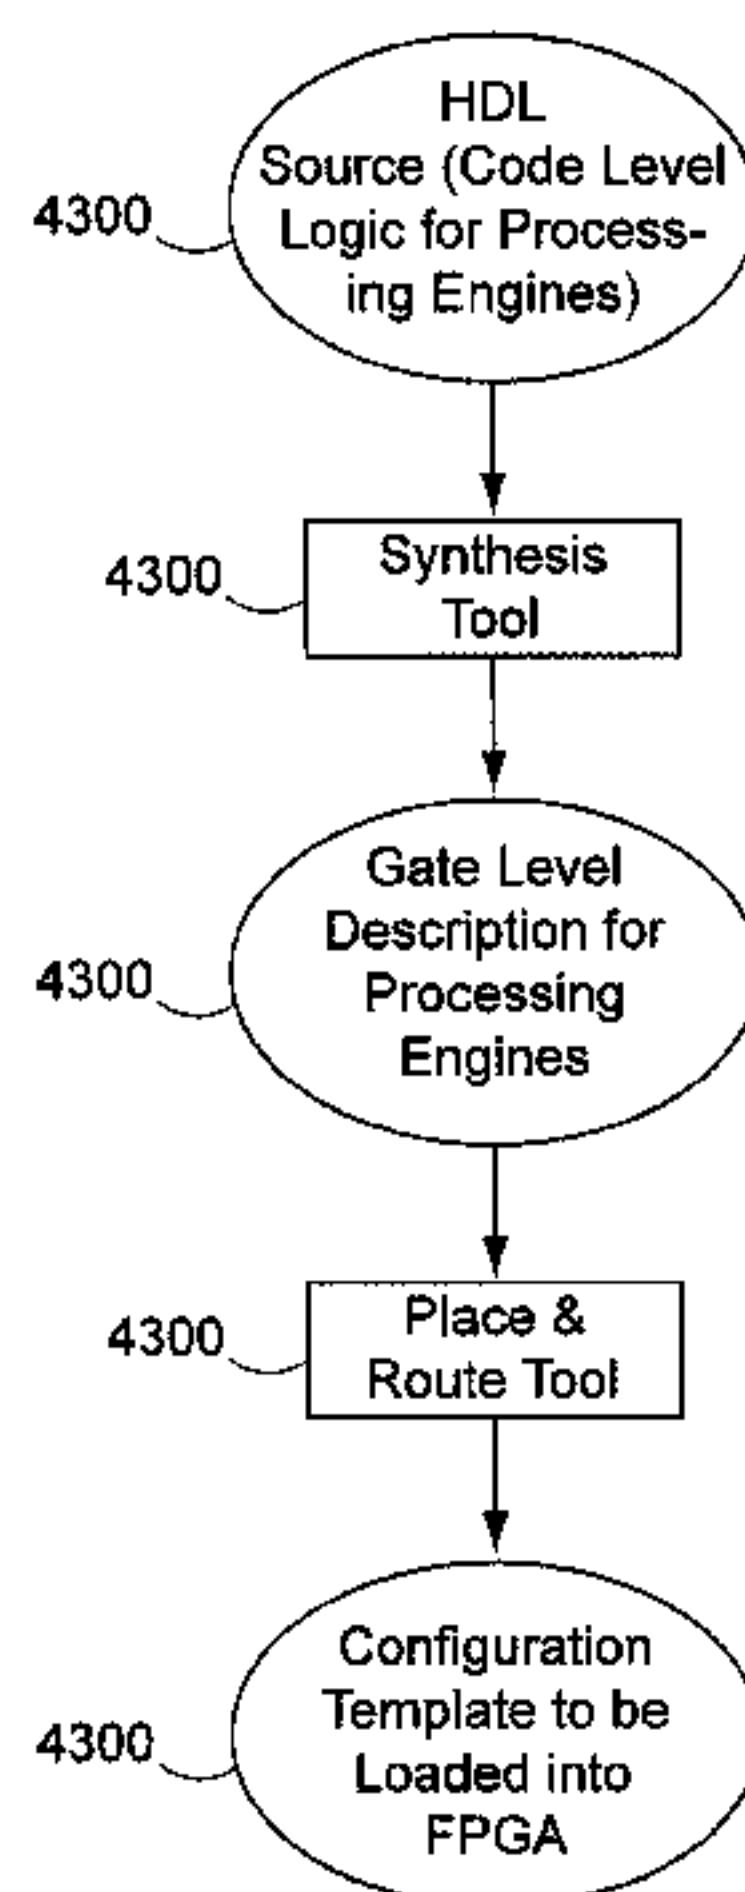 HDL
Source (Code Level
Logic for Process-
ing Engines)
4300
Synthesis
Tool
4300
Gate Level
Description for
Processing
Engines
4300
Place &
Route Tool
4300
Configuration
Template to be
Loaded into
FPGA
4300